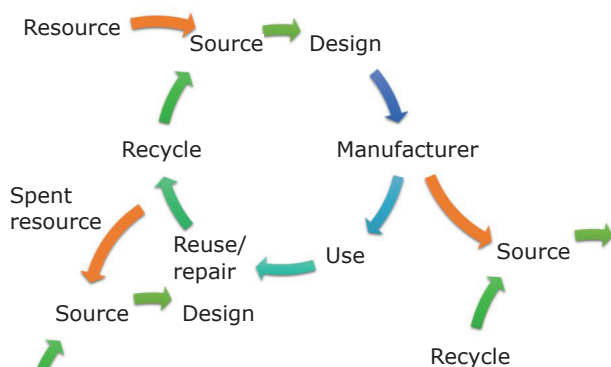 Resource
Source
Design
Recycle
Manufacturer
Spent
resource
Reuse/
repair
Use
Source
Source
Design
Recycle